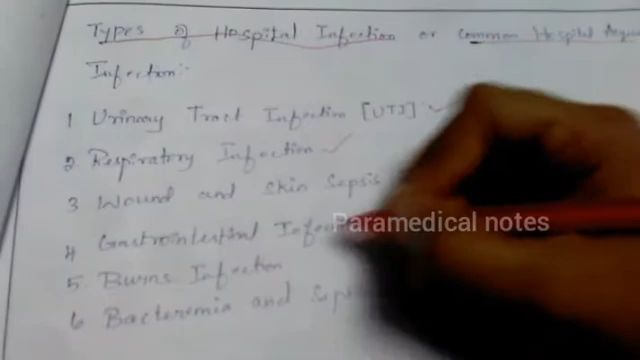 Types of Hospital Infection or Common Hospital
Infection:-
1 Urinary Tract Infection [UTI]
2 Respiratory Infection
3 Wound and Skin Sepsis
4 Gastrointestinal
5 Burns Infection
6 Bacteremia and
Paramedical notes